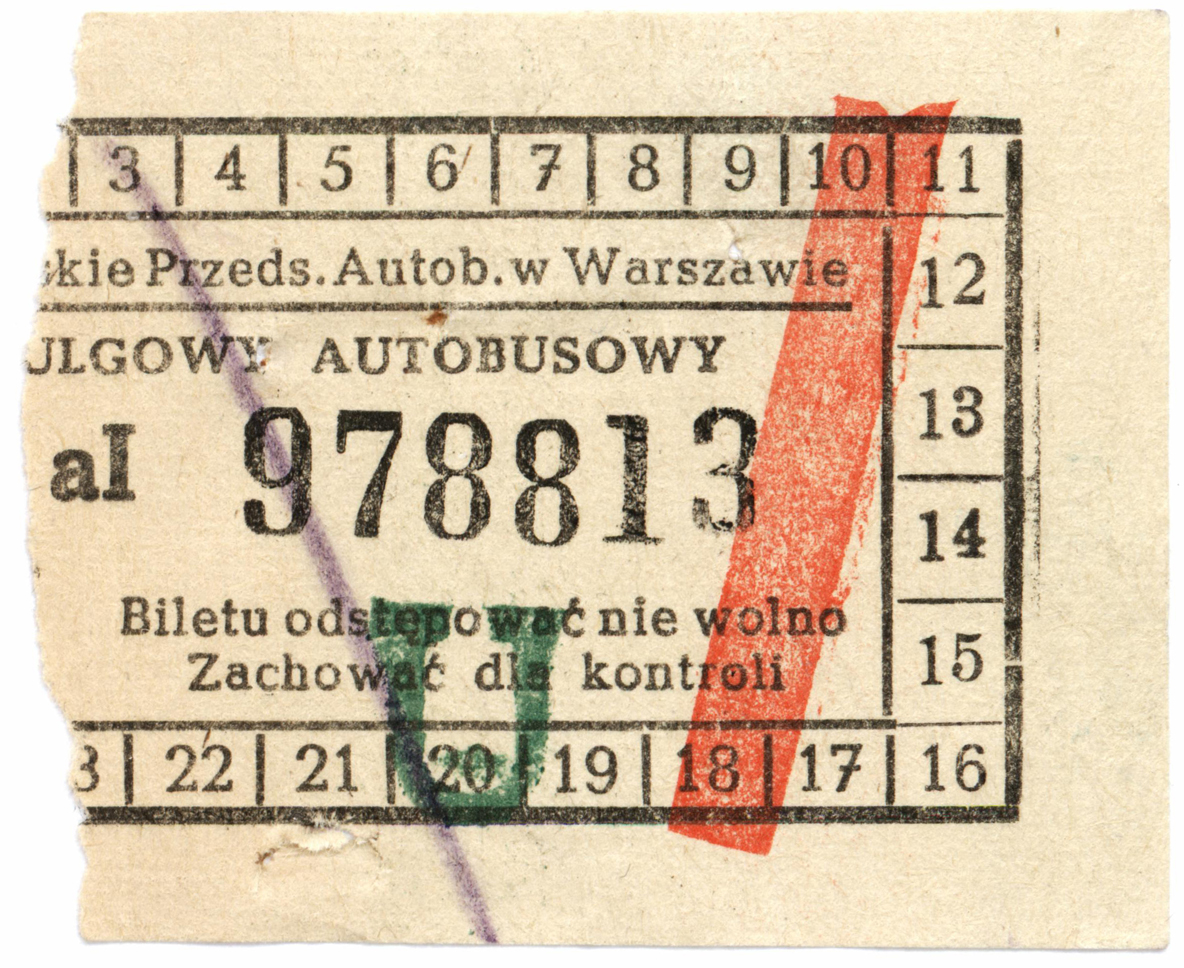 3 4 5 6 7 8 9 10 11
skie Przeds. Autob. w Warszawie
12
ULGOWY AUTOBUSOWY
13
aI 978813
14
Biletu odstępować nie wolno
15
Zachować dla kontroli
U
3 22 21 20 19 18 17 16